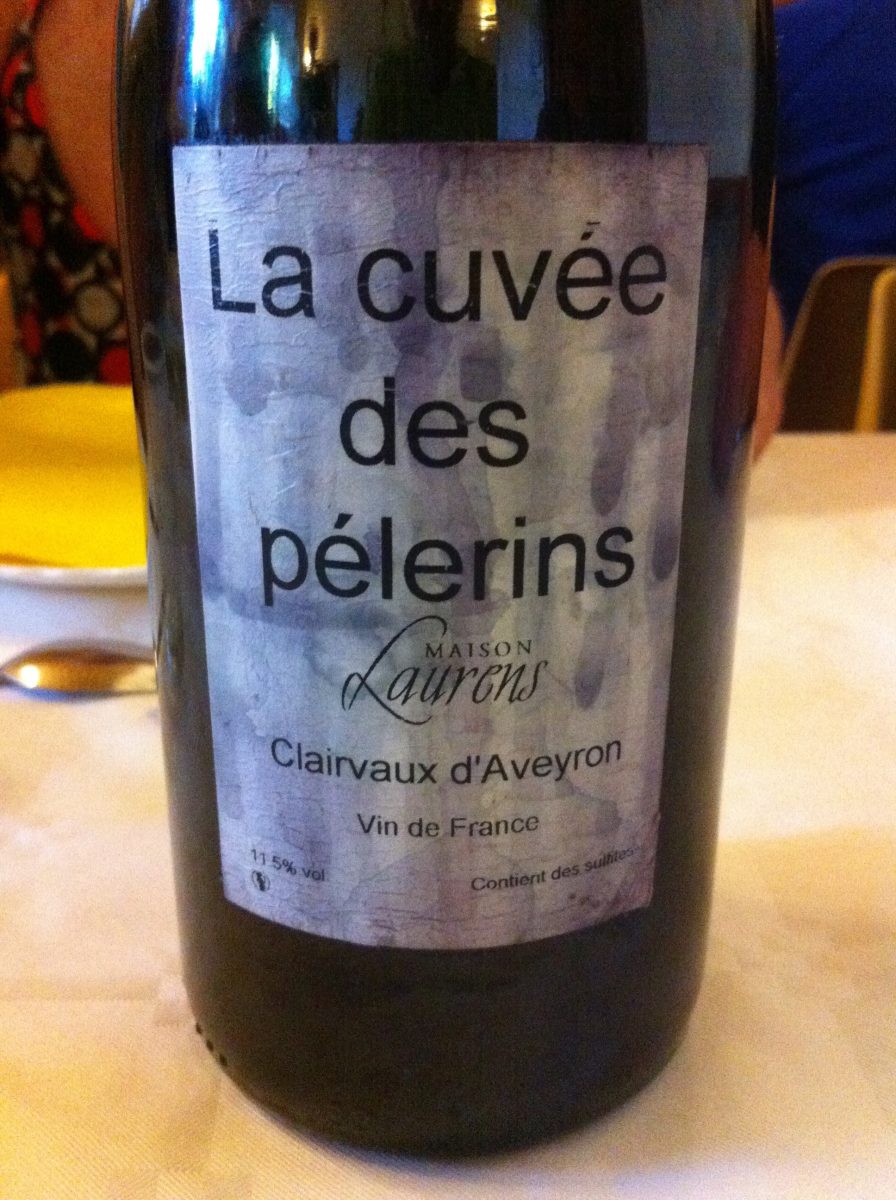 La cuvée
des
pélerins
MAISON
Laurens
Clairvaux d'Aveyron
Vin de France
11.5% vol
Contient des sulfites